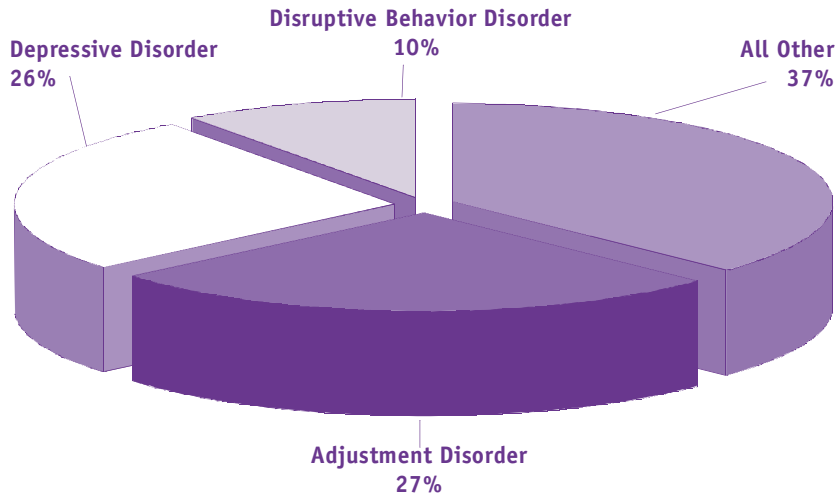 Disruptive Behavior Disorder
10%
Depressive Disorder
26%
All Other
37%
Adjustment Disorder
27%